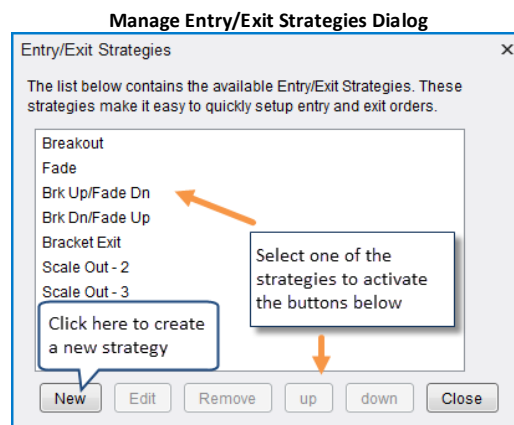 Manage Entry/Exit Strategies Dialog
Entry/Exit Strategies
The list below contains the available Entry/Exit Strategies. These
strategies make it easy to quickly setup entry and exit orders.
Breakout
Fade
Brk Up/Fade Dn
Brk Dn/Fade Up
Bracket Exit
Scale Out - 2
Scale Out - 3
Select one of the
strategies to activate
the buttons below
Click here to create
a new strategy
New Edit Remove up down Close